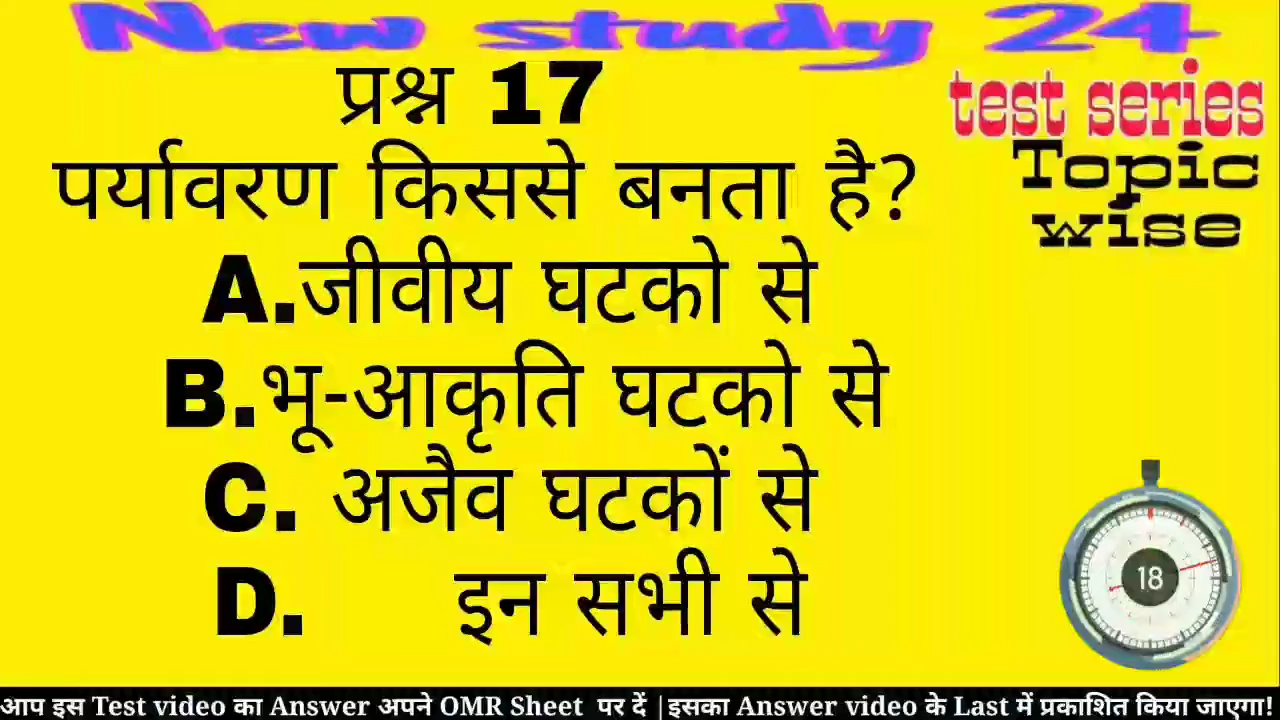 New study 24
प्रश्न 17
test series
Topic
wise
पर्यावरण किससे बनता है?
A.जीवीय घटको से
B.भू-आकृति घटको से
C. अजैव घटकों से
D. इन सभी से
18
आप इस Test video का Answer अपने OMR Sheet पर दें |इसका Answer video के Last में प्रकाशित किया जाएगा!